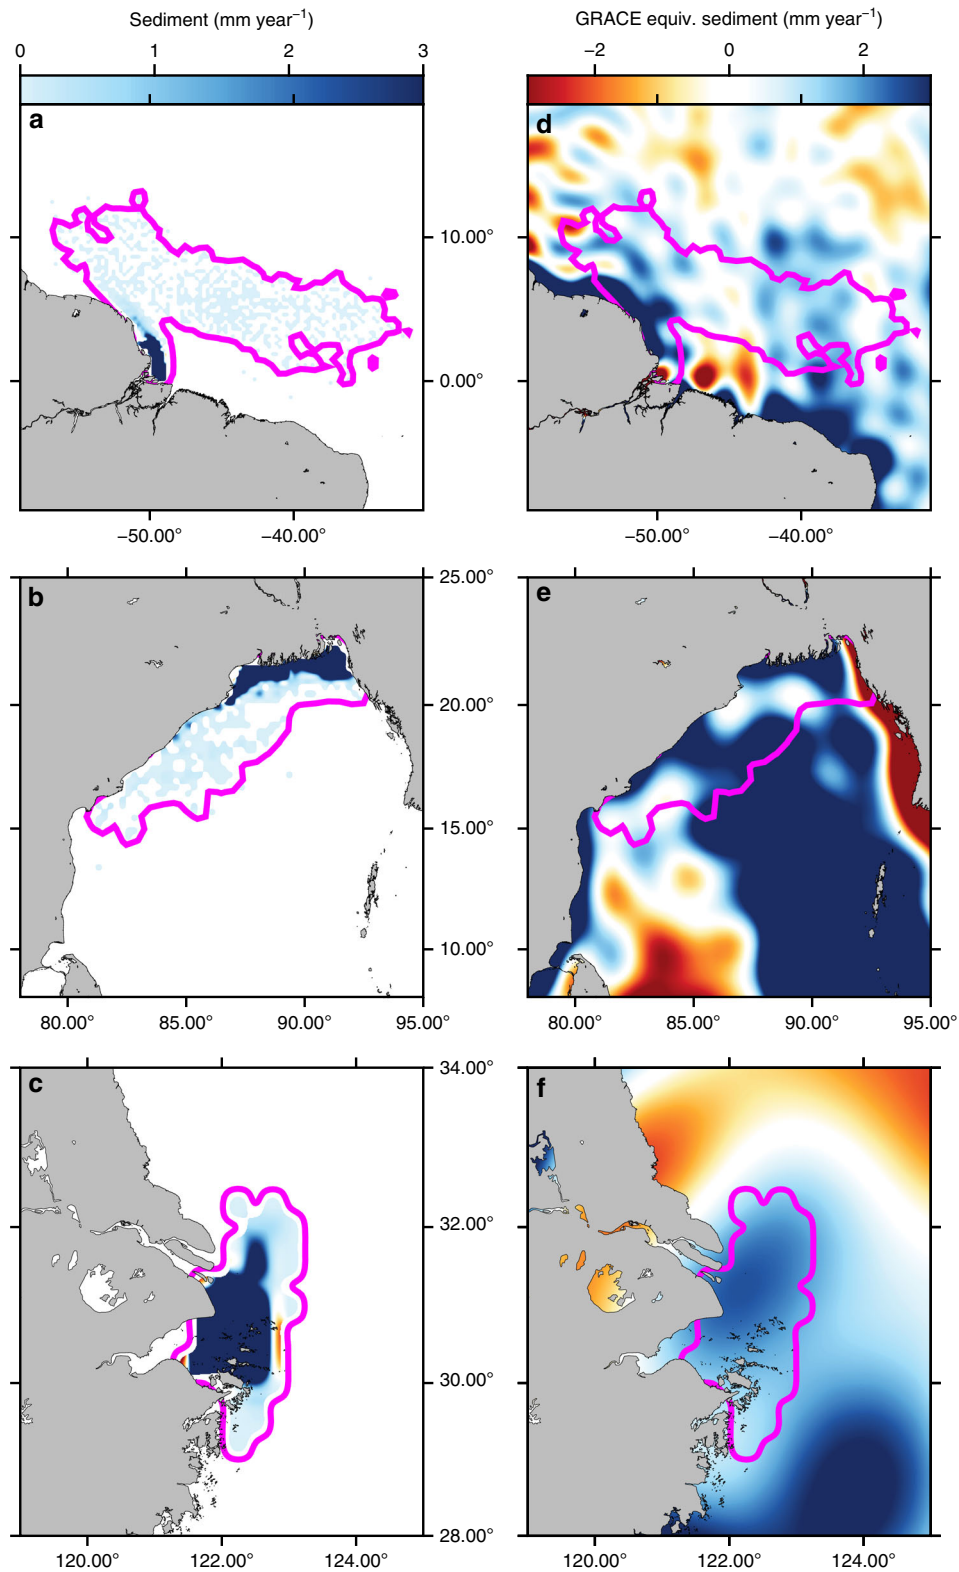 Sediment (mm year⁻¹)
GRACE equiv. sediment (mm year⁻¹)
0 1 2 3
−2 0 2
a
d
10.00°
0.00°
−50.00° −40.00°
−50.00° −40.00°
b
25.00°
e
20.00°
15.00°
10.00°
80.00° 85.00° 90.00° 95.00°
80.00° 85.00° 90.00° 95.00°
c
34.00°
f
32.00°
30.00°
28.00°
120.00° 122.00° 124.00°
120.00° 122.00° 124.00°